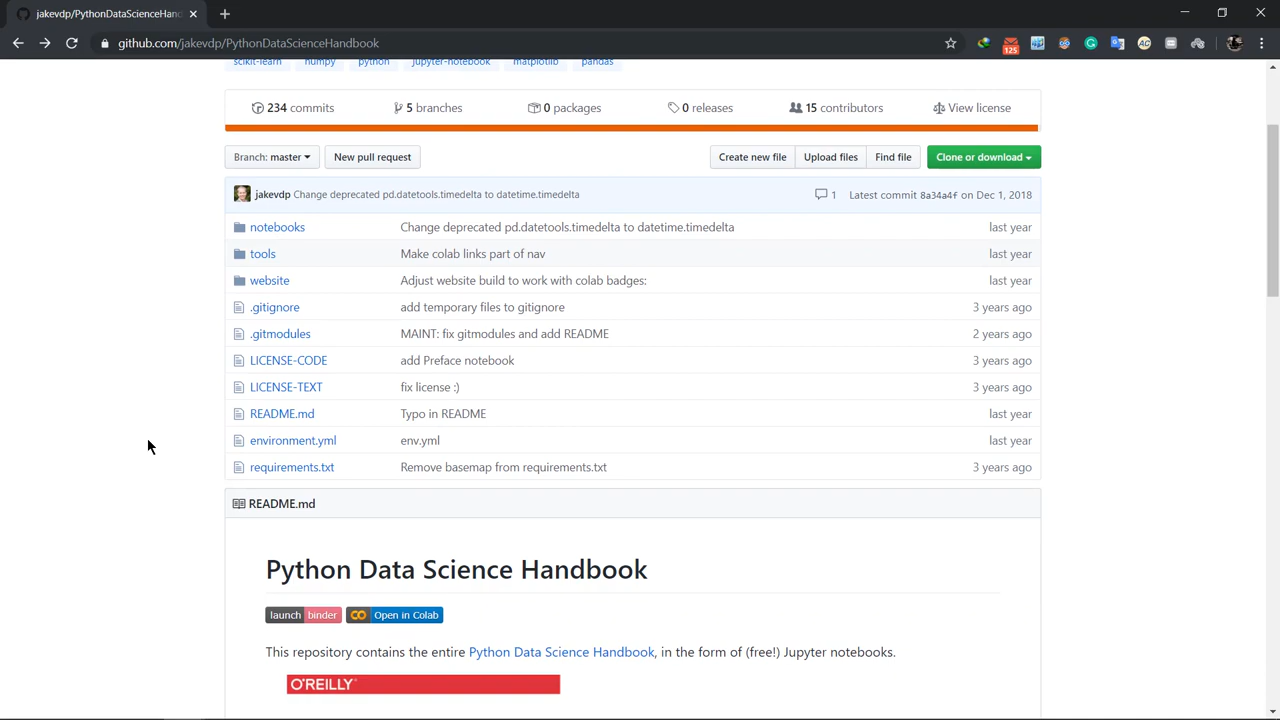 jakevdp/PythonDataScienceHand
github.com/jakevdp/PythonDataScienceHandbook
125
scikit-learn numpy python jupyter-notebook matplotlib pandas
234 commits 5 branches 0 packages 0 releases 15 contributors View license
Branch: master New pull request Create new file Upload files Find file Clone or download
jakevdp Change deprecated pd.datetools.timedelta to datetime.timedelta 1 Latest commit 8a34a4f on Dec 1, 2018
notebooks Change deprecated pd.datetools.timedelta to datetime.timedelta last year
tools Make colab links part of nav last year
website Adjust website build to work with colab badges: last year
.gitignore add temporary files to gitignore 3 years ago
.gitmodules MAINT: fix gitmodules and add README 2 years ago
LICENSE-CODE add Preface notebook 3 years ago
LICENSE-TEXT fix license :) 3 years ago
README.md Typo in README last year
environment.yml env.yml last year
requirements.txt Remove basemap from requirements.txt 3 years ago
README.md
Python Data Science Handbook
launch binder Open in Colab
This repository contains the entire Python Data Science Handbook, in the form of (free!) Jupyter notebooks.
O'REILLY